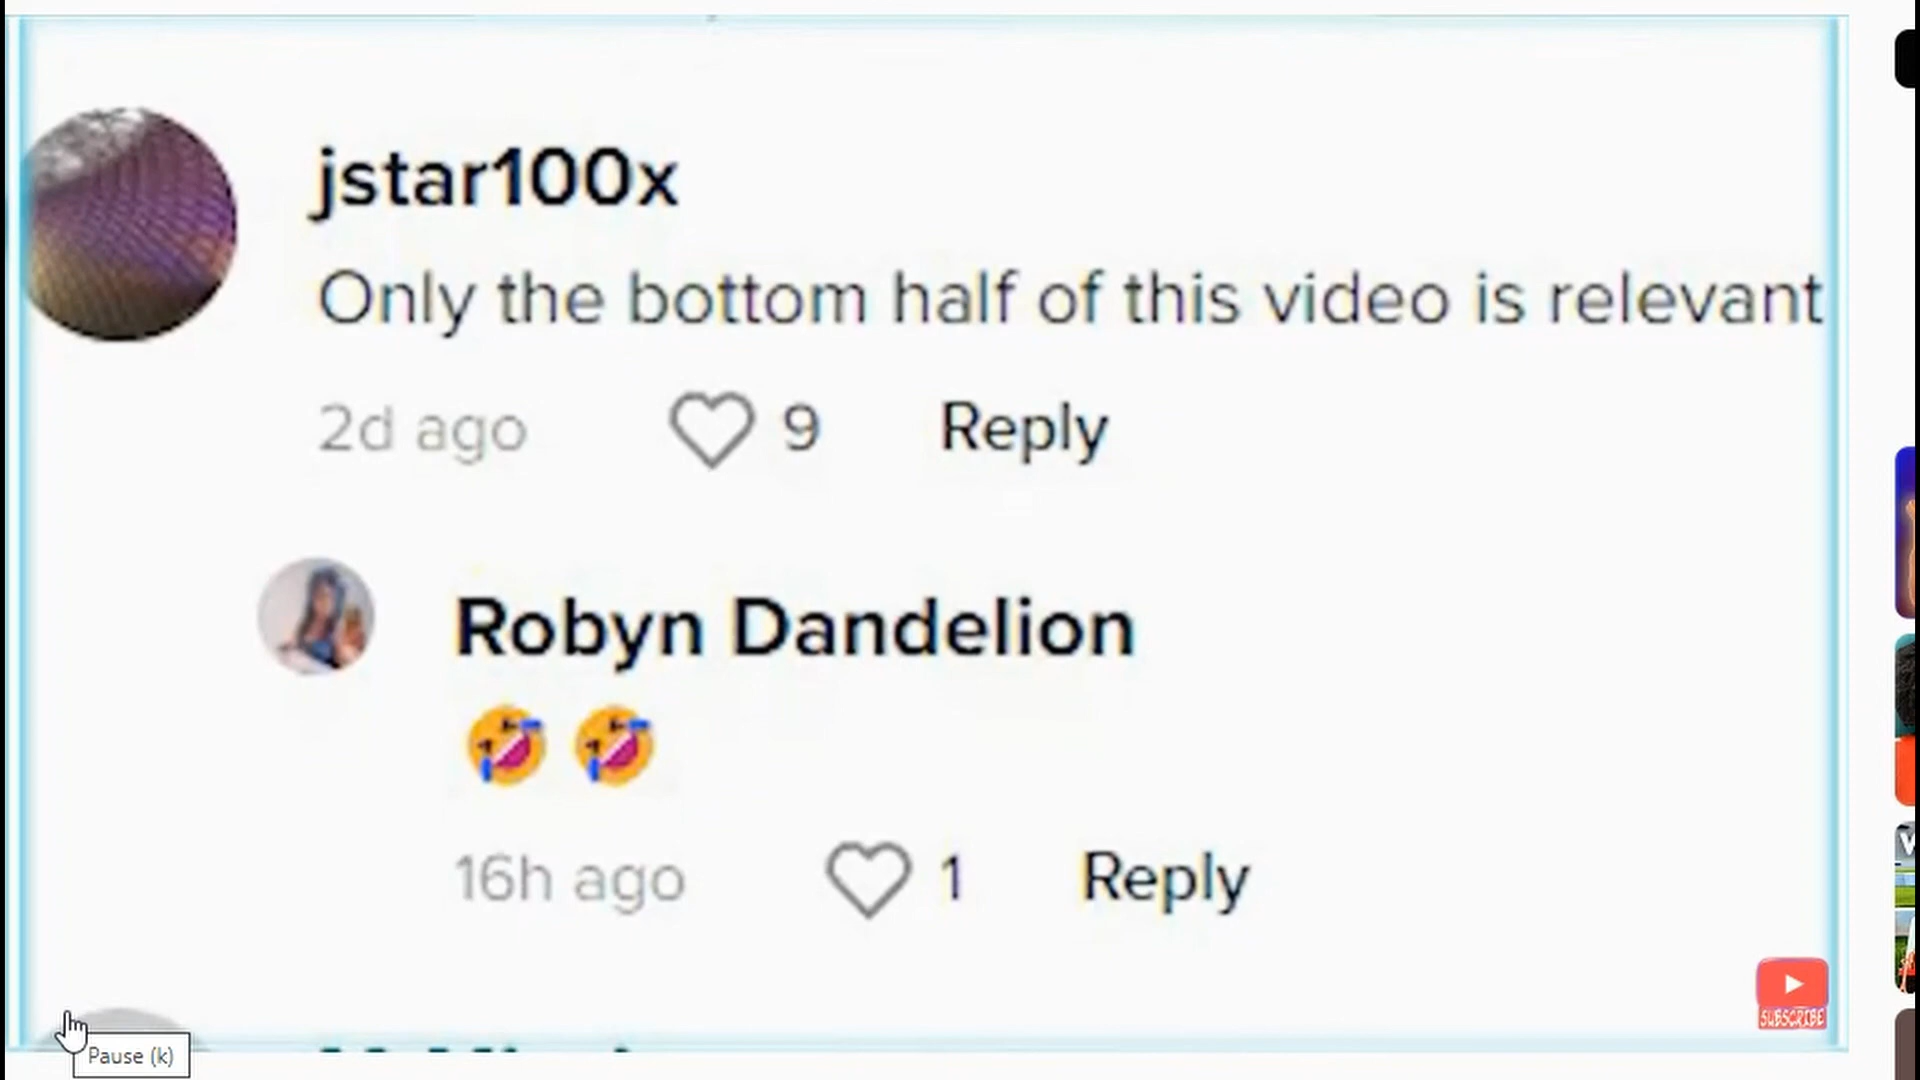 jstar100x
Only the bottom half of this video is relevant
2d ago 9 Reply
Robyn Dandelion
🤣 🤣
16h ago 1 Reply
SUBSCRIBE
Pause (k)